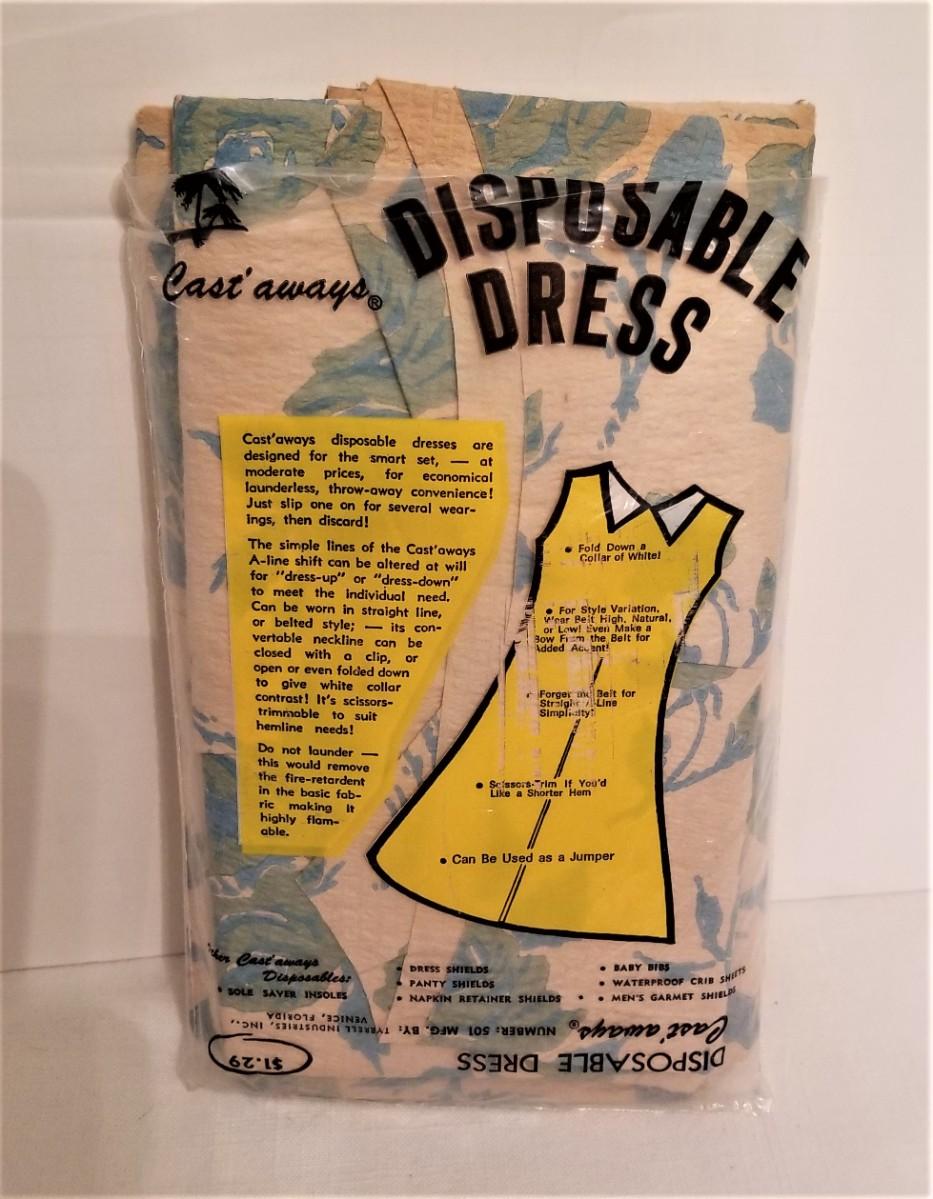 Cast'aways®
DISPOSABLE
DRESS
Cast'aways disposable dresses are
designed for the smart set, — at
moderate prices, for economical
launderless, throw-away convenience!
Just slip one on for several wear-
ings, then discard!
The simple lines of the Cast'aways
A-line shift can be altered at will
for "dress-up" or "dress-down"
to meet the individual need.
Can be worn in straight line,
or belted style; — its con-
vertable neckline can be
closed with a clip, or
open or even folded down
to give white collar
contrast! It's scissors-
trimmable to suit
hemline needs!
Do not launder —
this would remove
the fire-retardent
in the basic fab-
ric making it
highly flam-
able.
• Fold Down a
Collar of White!
• For Style Variation,
Wear Belt High, Natural,
or Low! Even Make a
Bow From the Belt for
Added Accent!
• Forget the Belt for
Straight A-Line
Simplicity!
• Scissors-Trim If You'd
Like a Shorter Hem
• Can Be Used as a Jumper
Cast'aways
Disposables:
• SOLE SAVER INSOLES
• DRESS SHIELDS
• PANTY SHIELDS
• NAPKIN RETAINER SHIELDS
• BABY BIBS
• WATERPROOF CRIB SHEETS
• MEN'S GARMET SHIELDS
DISPOSABLE DRESS
Cast'aways®
NUMBER: 501 MFG. BY: TYRRELL INDUSTRIES, INC.,
VENICE, FLORIDA
$1.29